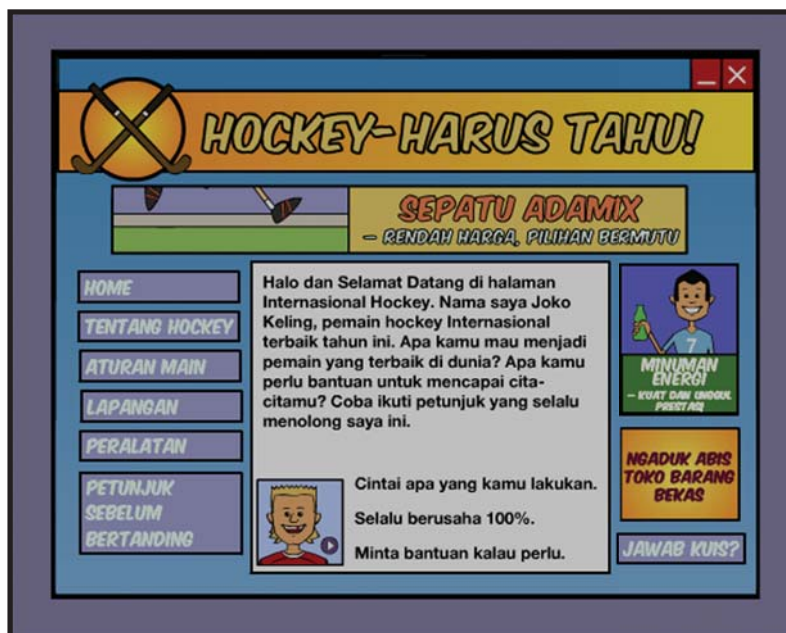 HOCKEY-HARUS TAHU!
SEPATU ADAMIX
– RENDAH HARGA, PILIHAN BERMUTU
HOME
TENTANG HOCKEY
ATURAN MAIN
LAPANGAN
PERALATAN
PETUNJUK
SEBELUM
BERTANDING
Halo dan Selamat Datang di halaman
Internasional Hockey. Nama saya Joko
Keling, pemain hockey Internasional
terbaik tahun ini. Apa kamu mau menjadi
pemain yang terbaik di dunia? Apa kamu
perlu bantuan untuk mencapai cita-
citamu? Coba ikuti petunjuk yang selalu
menolong saya ini.
Cintai apa yang kamu lakukan.
Selalu berusaha 100%.
Minta bantuan kalau perlu.
7
MINUMAN
ENERGI
– KUAT DAN UNGGUL
PRESTASI
NGADUK ABIS
TOKO BARANG
BEKAS
JAWAB KUIS?